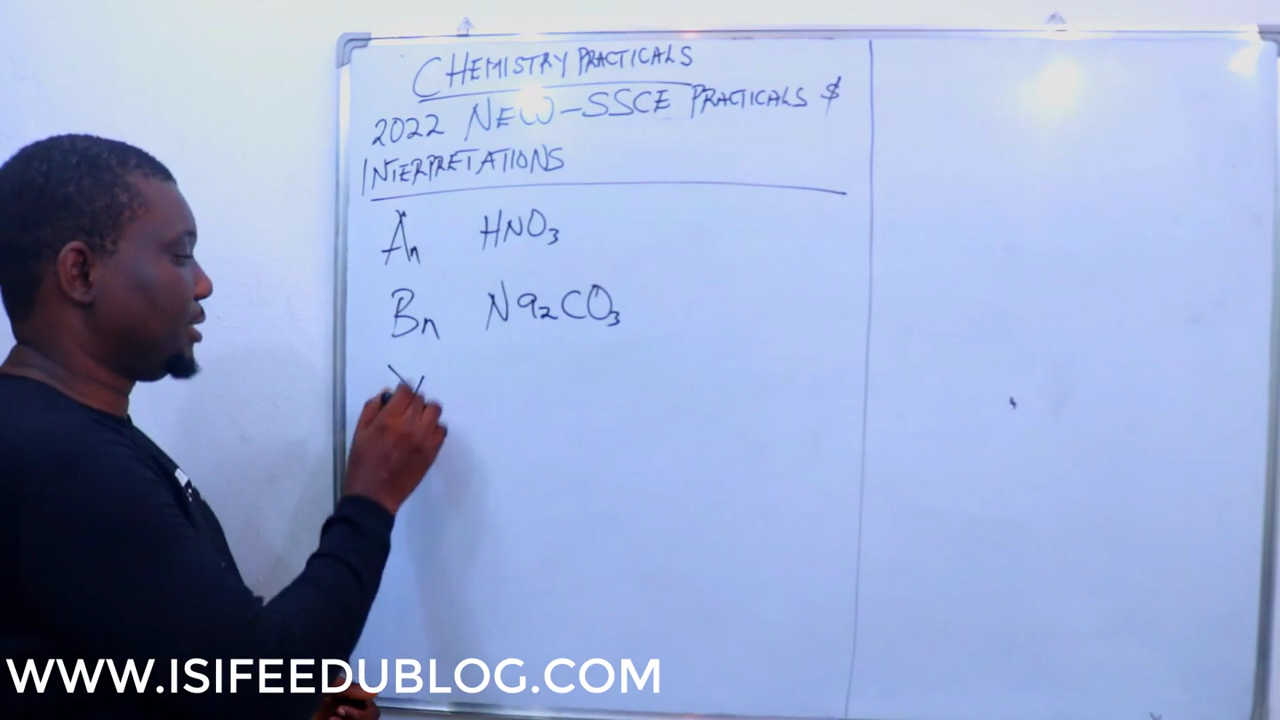 CHEMISTRY PRACTICALS
2022 NEW-SSCE PRACTICALS $
INTERPRETATIONS
An HNO3
Bn Na2CO3
WWW.ISIFEEDUBLOG.COM